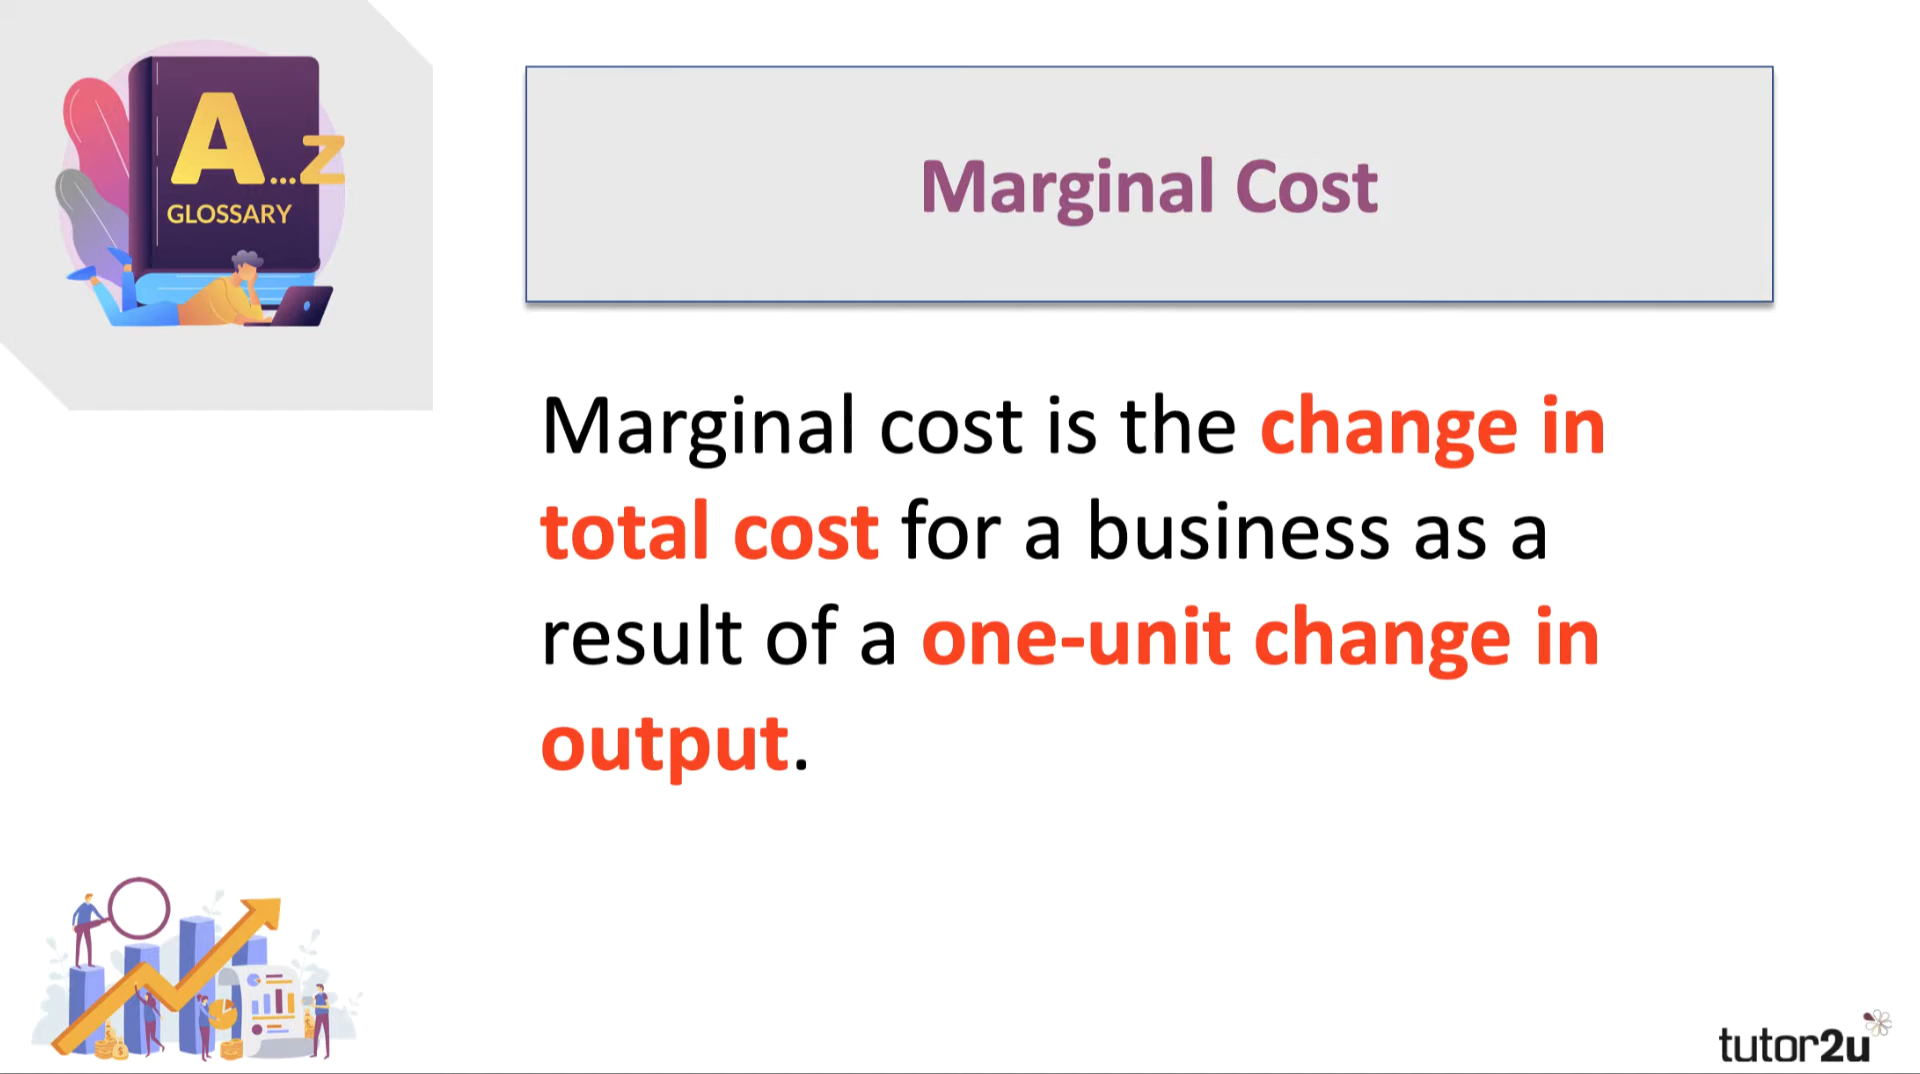 A...Z
GLOSSARY
Marginal Cost
Marginal cost is the change in
total cost for a business as a
result of a one-unit change in
output.
tutor2u